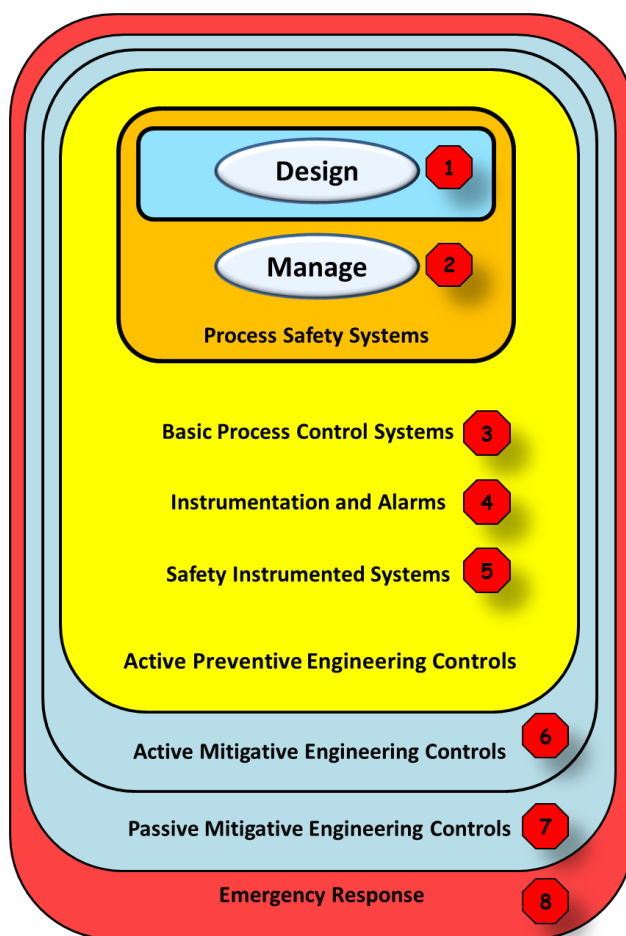 Design 1
Manage 2
Process Safety Systems
Basic Process Control Systems 3
Instrumentation and Alarms 4
Safety Instrumented Systems 5
Active Preventive Engineering Controls
Active Mitigative Engineering Controls 6
Passive Mitigative Engineering Controls 7
Emergency Response 8